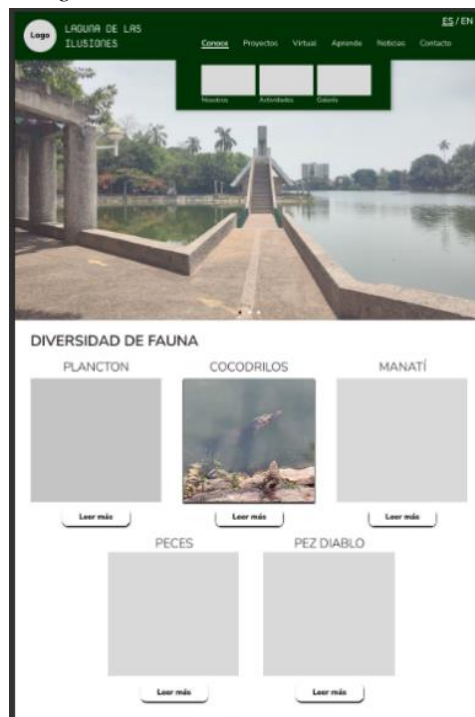 ES / EN
Logo
LAGUNA DE LAS
ILUSIONES
Conoce Proyectos Virtual Aprende Noticias Contacto
Nosotros Actividades Galería
DIVERSIDAD DE FAUNA
PLANCTON COCODRILOS MANATÍ
Leer más Leer más Leer más
PECES PEZ DIABLO
Leer más Leer más